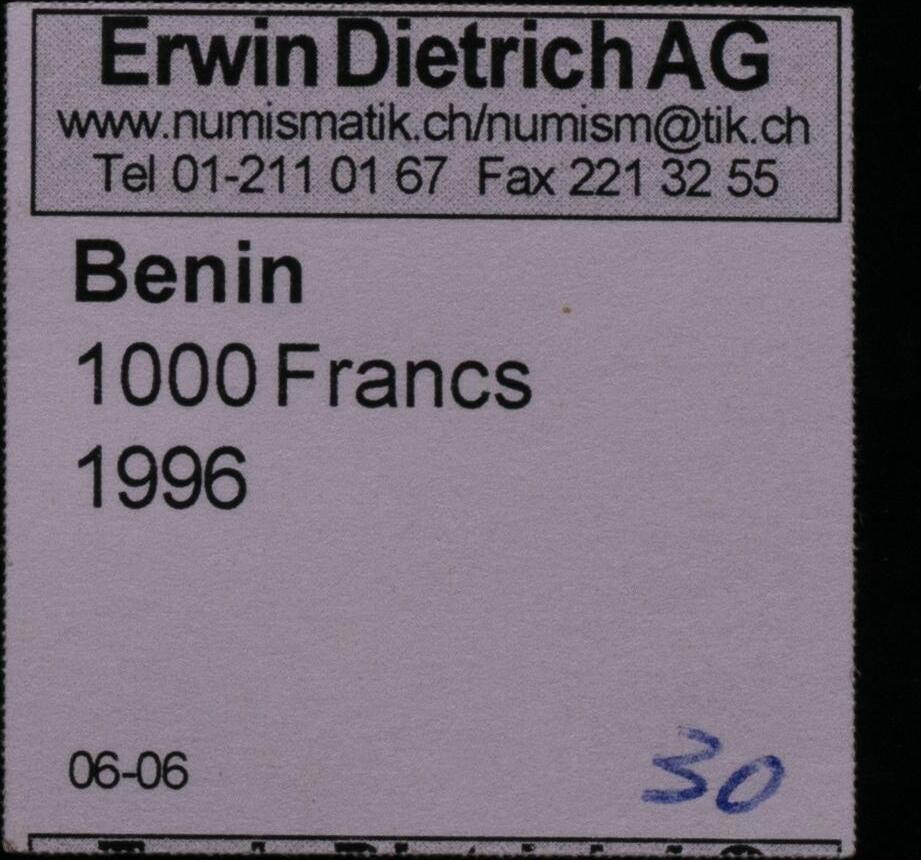 Erwin Dietrich AG
www.numismatik.ch/numism@tik.ch
Tel 01-211 01 67 Fax 221 32 55
Benin
1000 Francs
1996
06-06
30